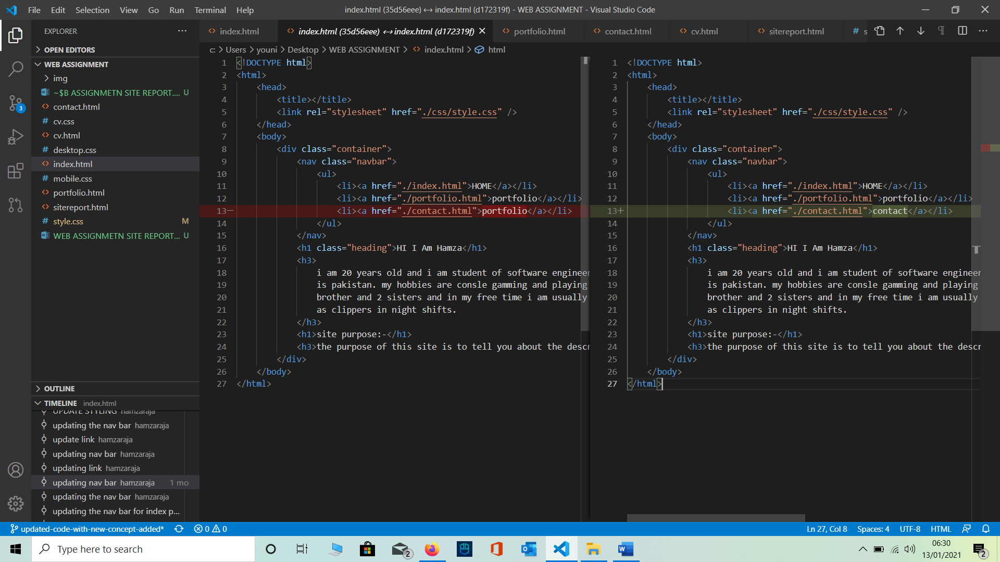 File Edit Selection View Go Run Terminal Help
index.html (35d56eee) ↔ index.html (d172319f) - WEB ASSIGNMENT - Visual Studio Code
EXPLORER
OPEN EDITORS
WEB ASSIGNMENT
img
~$B ASSIGNMETN SITE REPORT.... U
contact.html
# cv.css
cv.html
# desktop.css
index.html
# mobile.css
portfolio.html
sitereport.html
# style.css M
WEB ASSIGNMETN SITE REPORT... U
OUTLINE
TIMELINE index.html
UPDATE STYLING hamzaraja
updating the nav bar hamzaraja
update link hamzaraja
updating nav bar hamzaraja
updating link hamzaraja
updating nav bar hamzaraja 1 mo
updating the nav bar hamzaraja
updating the nav bar for index p...
3
index.html
index.html (35d56eee) ↔ index.html (d172319f)
portfolio.html
contact.html
cv.html
sitereport.html
# s
c: > Users > youni > Desktop > WEB ASSIGNMENT > index.html > html
1 <!DOCTYPE html>
2 <html>
3 <head>
4 <title></title>
5 <link rel="stylesheet" href="./css/style.css" />
6 </head>
7 <body>
8 <div class="container">
9 <nav class="navbar">
10 <ul>
11 <li><a href="./index.html">HOME</a></li>
12 <li><a href="./portfolio.html">portfolio</a></li>
13— <li><a href="./contact.html">portfolio</a></li>
14 </ul>
15 </nav>
16 <h1 class="heading">HI I Am Hamza</h1>
17 <h3>
18 i am 20 years old and i am student of software engineer
19 is pakistan. my hobbies are consle gamming and playing
20 brother and 2 sisters and in my free time i am usually
21 as clippers in night shifts.
22 </h3>
23 <h1>site purpose:-</h1>
24 <h3>the purpose of this site is to tell you about the descr
25 </div>
26 </body>
27 </html>
1 <!DOCTYPE html>
2 <html>
3 <head>
4 <title></title>
5 <link rel="stylesheet" href="./css/style.css" />
6 </head>
7 <body>
8 <div class="container">
9 <nav class="navbar">
10 <ul>
11 <li><a href="./index.html">HOME</a></li>
12 <li><a href="./portfolio.html">portfolio</a></li>
13+ <li><a href="./contact.html">contact</a></li>
14 </ul>
15 </nav>
16 <h1 class="heading">HI I Am Hamza</h1>
17 <h3>
18 i am 20 years old and i am student of software engineer
19 is pakistan. my hobbies are consle gamming and playing
20 brother and 2 sisters and in my free time i am usually
21 as clippers in night shifts.
22 </h3>
23 <h1>site purpose:-</h1>
24 <h3>the purpose of this site is to tell you about the descr
25 </div>
26 </body>
27 </html>
updated-code-with-new-concept-added* 0 0
Ln 27, Col 8 Spaces: 4 UTF-8 HTML
Type here to search
2
06:30
13/01/2021
2